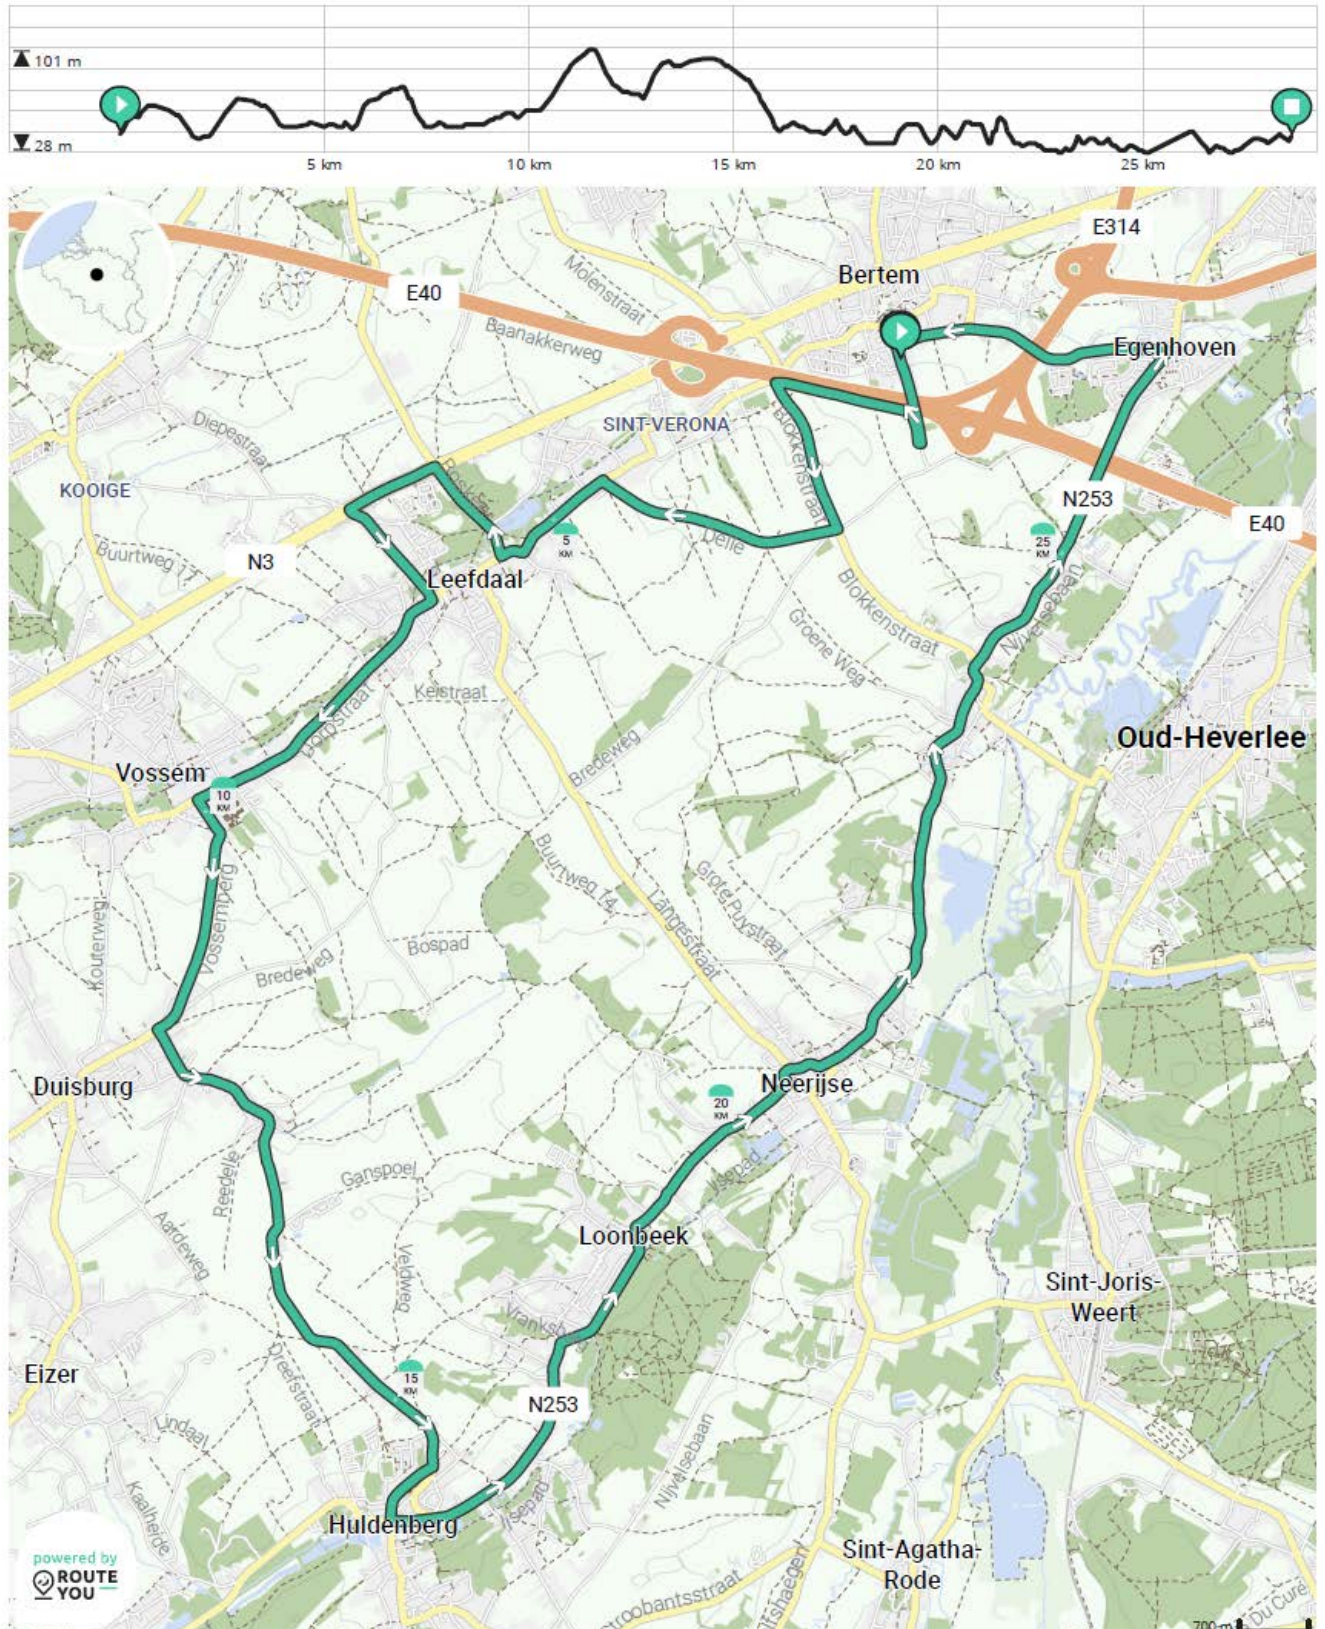 101 m
28 m
5 km
10 km
15 km
20 km
25 km
E314
Bertem
E40
Molenstraat
Baanakkerweg
Egenhoven
SINT-VERONA
Diepestraat
Blokkenstraat
KOOIGE
N253
E40
Buurtweg 17
N3
5
KM
Delle
25
KM
Leefdaal
Blokkenstraat
Nijvelsebaan
Groene Weg
Keistraat
Dorpstraat
Oud-Heverlee
Bredeweg
Vossem
10
KM
Buurtweg 14
Grote Puystraat
Langestraat
Kouterweg
Vossemberg
Bospad
Bredeweg
Duisburg
Neerijse
20
KM
Ijsepad
Reedelle
Ganspoel
Aardeweg
Loonbeek
Veldweg
Sint-Joris-
Weert
Eizer
Dreefstraat
15
KM
N253
Lindaal
Nijvelsebaan
Kaalherde
Ijsepad
Huldenberg
Sint-Agatha-
Rode
powered by
ROUTE
YOU
700 m